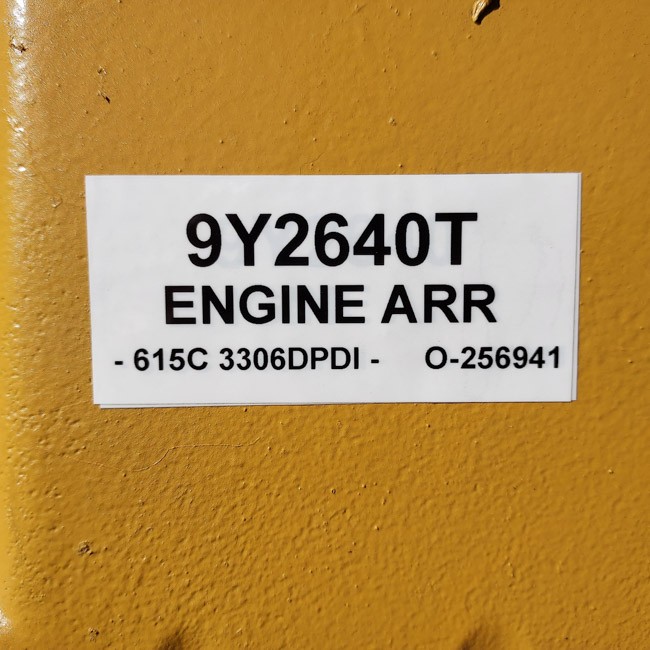 9Y2640T
ENGINE ARR
- 615C 3306DPDI - O-256941